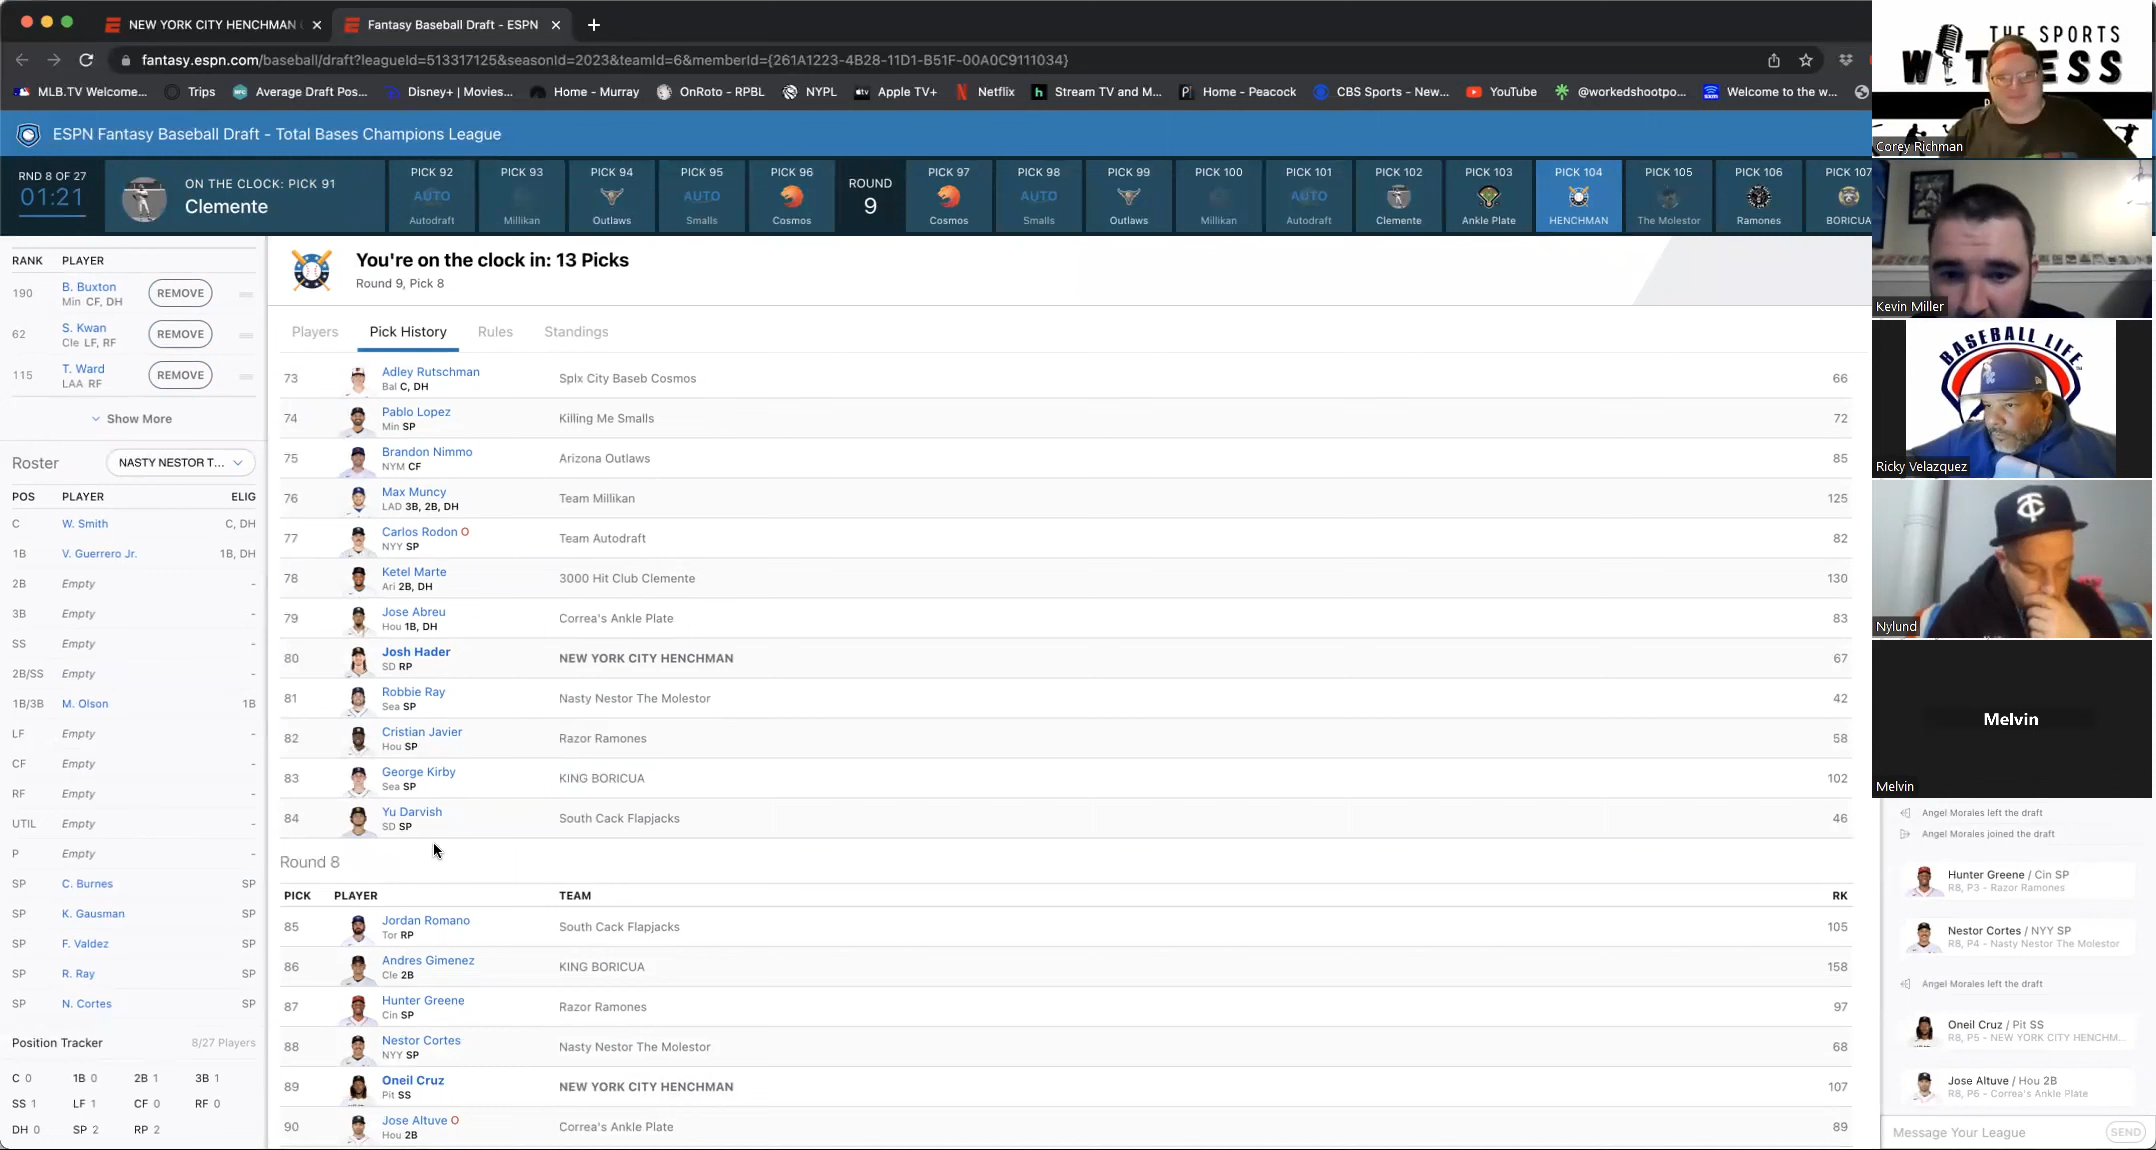 NEW YORK CITY HENCHMAN
Fantasy Baseball Draft - ESPN
fantasy.espn.com/baseball/draft?leagueId=513317125&seasonId=2023&teamId=6&memberId={261A1223-4B28-11D1-B51F-00A0C9111034}
MLB.TV Welcome... Trips Average Draft Pos... Disney+ | Movies... Home - Murray OnRoto - RPBL NYPL Apple TV+ Netflix Stream TV and M... Home - Peacock CBS Sports - New... YouTube @workedshootpo... Welcome to the w...
ESPN Fantasy Baseball Draft - Total Bases Champions League
RND 8 OF 27
01:21
ON THE CLOCK: PICK 91
Clemente
PICK 92 AUTO Autodraft
PICK 93 Millikan
PICK 94 Outlaws
PICK 95 AUTO Smalls
PICK 96 Cosmos
ROUND 9
PICK 97 Cosmos
PICK 98 AUTO Smalls
PICK 99 Outlaws
PICK 100 Millikan
PICK 101 AUTO Autodraft
PICK 102 Clemente
PICK 103 Ankle Plate
PICK 104 HENCHMAN
PICK 105 The Molestor
PICK 106 Ramones
PICK 107 BORICUA
RANK PLAYER
190 B. Buxton REMOVE
Min CF, DH
62 S. Kwan REMOVE
Cle LF, RF
115 T. Ward REMOVE
LAA RF
Show More
Roster NASTY NESTOR T...
POS PLAYER ELIG
C W. Smith C, DH
1B V. Guerrero Jr. 1B, DH
2B Empty -
3B Empty -
SS Empty -
2B/SS Empty -
1B/3B M. Olson 1B
LF Empty -
CF Empty -
RF Empty -
UTIL Empty -
P Empty -
SP C. Burnes SP
SP K. Gausman SP
SP F. Valdez SP
SP R. Ray SP
SP N. Cortes SP
Position Tracker 8/27 Players
C 0 1B 0 2B 1 3B 1
SS 1 LF 1 CF 0 RF 0
DH 0 SP 2 RP 2
You're on the clock in: 13 Picks
Round 9, Pick 8
Players Pick History Rules Standings
73 Adley Rutschman Splx City Baseb Cosmos 66
Bal C, DH
74 Pablo Lopez Killing Me Smalls 72
Min SP
75 Brandon Nimmo Arizona Outlaws 85
NYM CF
76 Max Muncy Team Millikan 125
LAD 3B, 2B, DH
77 Carlos Rodon O Team Autodraft 82
NYY SP
78 Ketel Marte 3000 Hit Club Clemente 130
Ari 2B, DH
79 Jose Abreu Correa's Ankle Plate 83
Hou 1B, DH
80 Josh Hader NEW YORK CITY HENCHMAN 67
SD RP
81 Robbie Ray Nasty Nestor The Molestor 42
Sea SP
82 Cristian Javier Razor Ramones 58
Hou SP
83 George Kirby KING BORICUA 102
Sea SP
84 Yu Darvish South Cack Flapjacks 46
SD SP
Round 8
PICK PLAYER TEAM RK
85 Jordan Romano South Cack Flapjacks 105
Tor RP
86 Andres Gimenez KING BORICUA 158
Cle 2B
87 Hunter Greene Razor Ramones 97
Cin SP
88 Nestor Cortes Nasty Nestor The Molestor 68
NYY SP
89 Oneil Cruz NEW YORK CITY HENCHMAN 107
Pit SS
90 Jose Altuve O Correa's Ankle Plate 89
Hou 2B
THE SPORTS
WITNESS
Corey Richman
Kevin Miller
BASEBALL LIFE
Ricky Velazquez
TC
Nylund
Melvin
Melvin
Angel Morales left the draft
Angel Morales joined the draft
Hunter Greene / Cin SP
R8, P3 - Razor Ramones
Nestor Cortes / NYY SP
R8, P4 - Nasty Nestor The Molestor
Angel Morales left the draft
Oneil Cruz / Pit SS
R8, P5 - NEW YORK CITY HENCHM...
Jose Altuve / Hou 2B
R8, P6 - Correa's Ankle Plate
Message Your League SEND